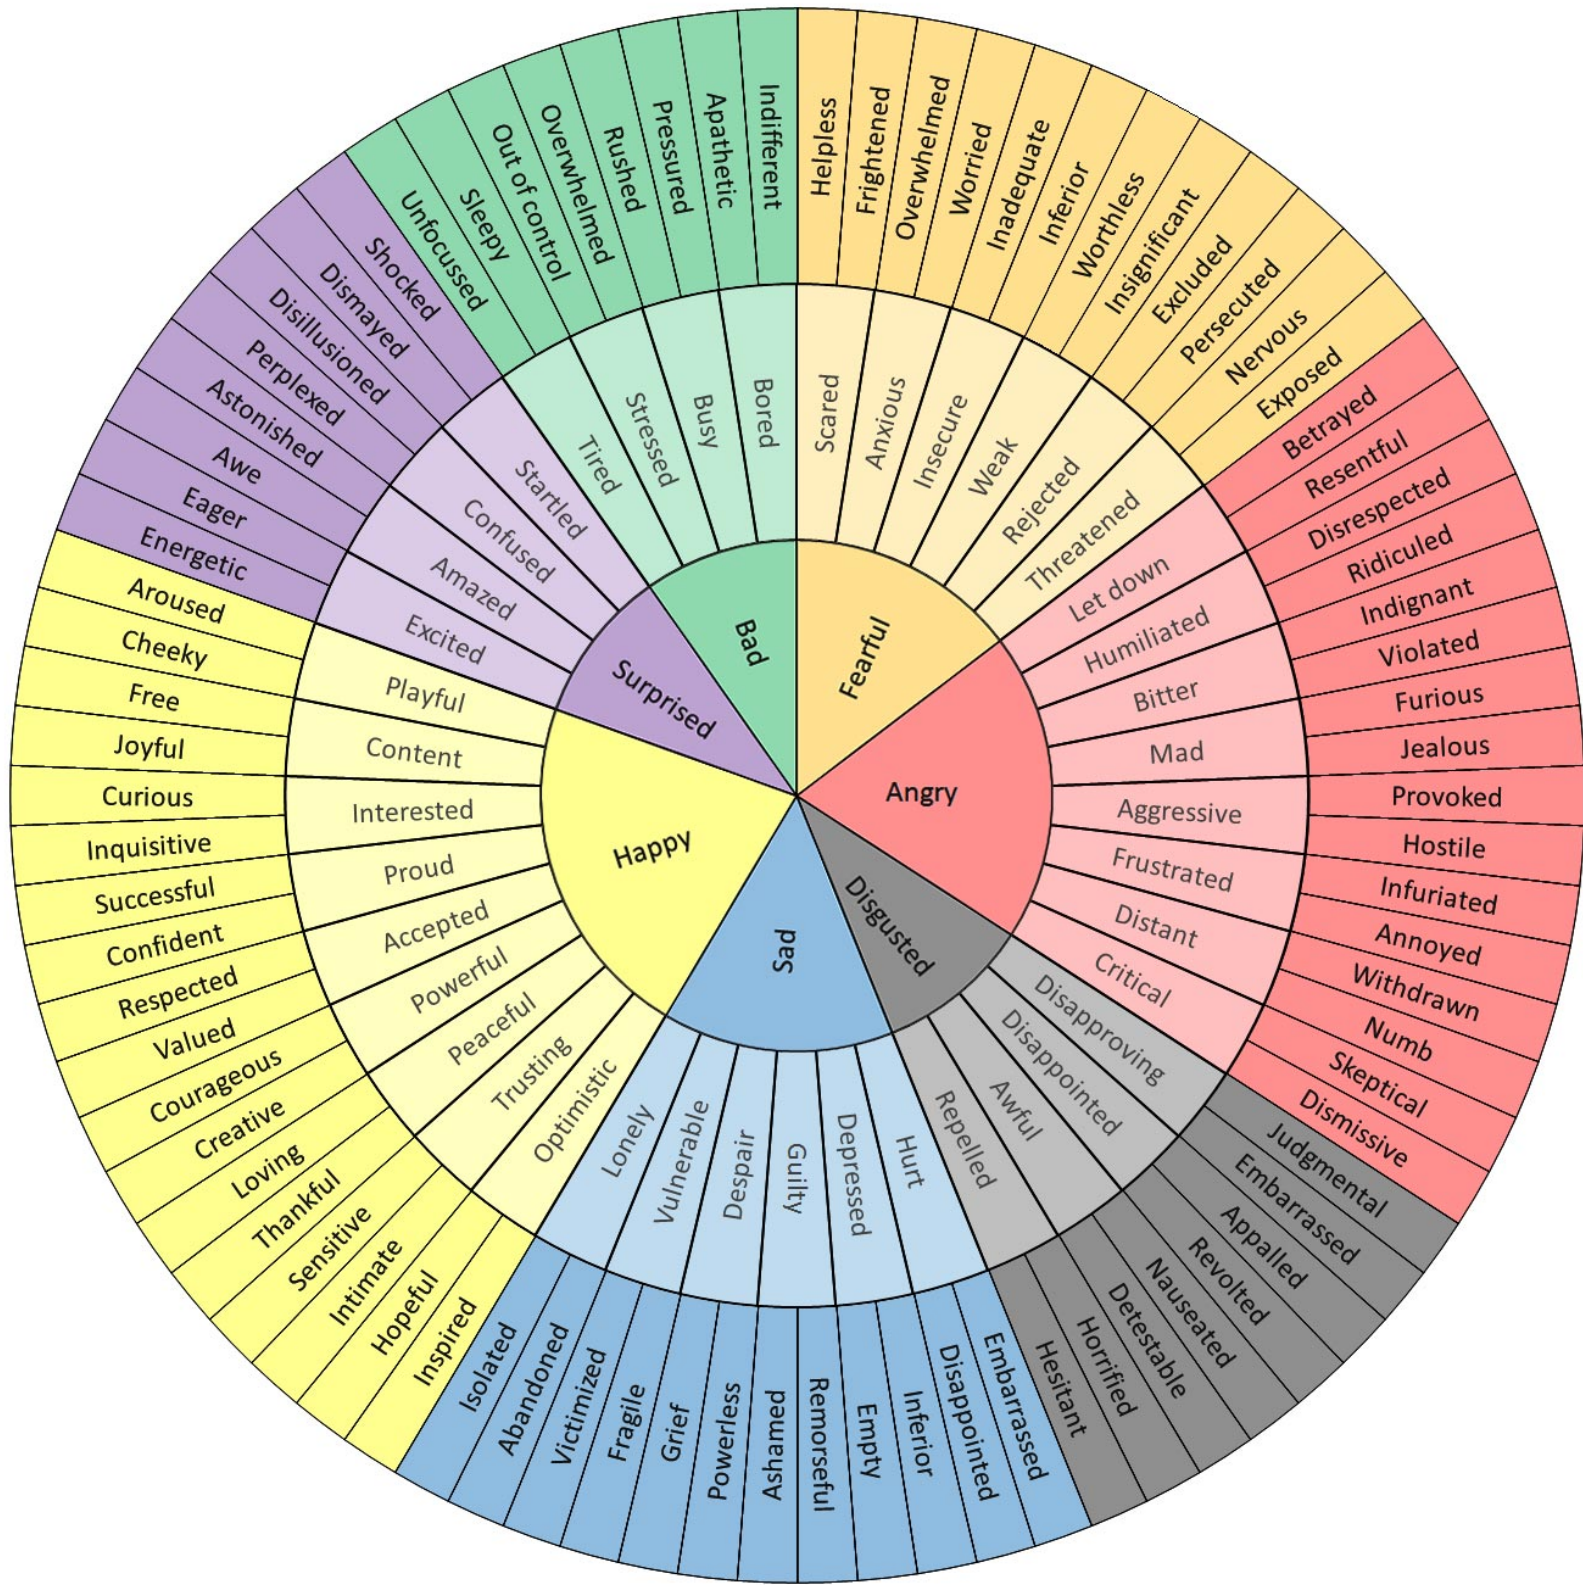 Fearful
Angry
Disgusted
Sad
Happy
Surprised
Bad
Scared
Anxious
Insecure
Weak
Rejected
Threatened
Let down
Humiliated
Bitter
Mad
Aggressive
Frustrated
Distant
Critical
Disapproving
Disappointed
Awful
Repelled
Hurt
Depressed
Guilty
Despair
Vulnerable
Lonely
Optimistic
Trusting
Peaceful
Powerful
Accepted
Proud
Interested
Content
Playful
Excited
Amazed
Confused
Startled
Tired
Stressed
Busy
Bored
Helpless
Frightened
Overwhelmed
Worried
Inadequate
Inferior
Worthless
Insignificant
Excluded
Persecuted
Nervous
Exposed
Betrayed
Resentful
Disrespected
Ridiculed
Indignant
Violated
Furious
Jealous
Provoked
Hostile
Infuriated
Annoyed
Withdrawn
Numb
Skeptical
Dismissive
Judgmental
Embarrassed
Appalled
Revolted
Nauseated
Detestable
Horrified
Hesitant
Embarrassed
Disappointed
Inferior
Empty
Remorseful
Ashamed
Powerless
Grief
Fragile
Victimized
Abandoned
Isolated
Inspired
Hopeful
Intimate
Sensitive
Thankful
Loving
Creative
Courageous
Valued
Respected
Confident
Successful
Inquisitive
Curious
Joyful
Free
Cheeky
Aroused
Energetic
Eager
Awe
Astonished
Perplexed
Disillusioned
Dismayed
Shocked
Unfocussed
Sleepy
Out of control
Overwhelmed
Rushed
Pressured
Apathetic
Indifferent